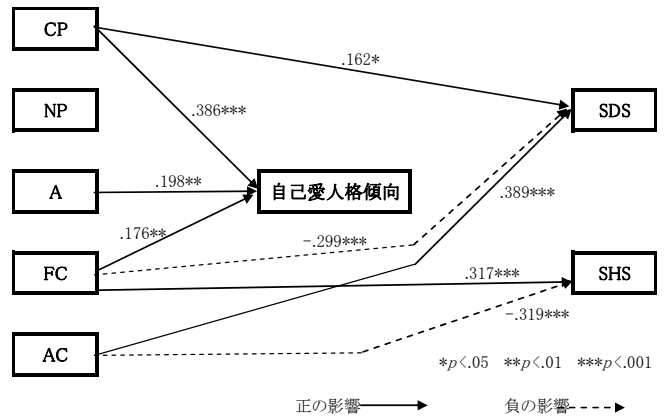 CP
.162*
NP
SDS
.386***
A
.198**
自己愛人格傾向
.389***
.176**
-.299***
FC
.317***
SHS
-.319***
AC
*p<.05 **p<.01 ***p<.001
正の影響
負の影響